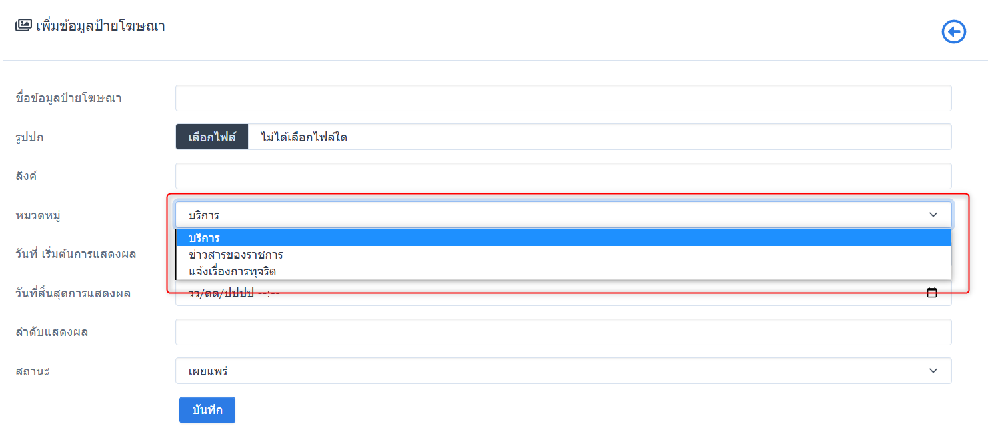 เพิ่มข้อมูลป้ายโฆษณา
ชื่อข้อมูลป้ายโฆษณา
รูปปก
เลือกไฟล์ ไม่ได้เลือกไฟล์ใด
ลิงค์
หมวดหมู่
บริการ
บริการ
ข่าวสารของราชการ
แจ้งเรื่องการทุจริต
วันที่ เริ่มต้นการแสดงผล
วันที่สิ้นสุดการแสดงผล
วว/ดด/ปปปป --:--
ลำดับแสดงผล
สถานะ
เผยแพร่
บันทึก